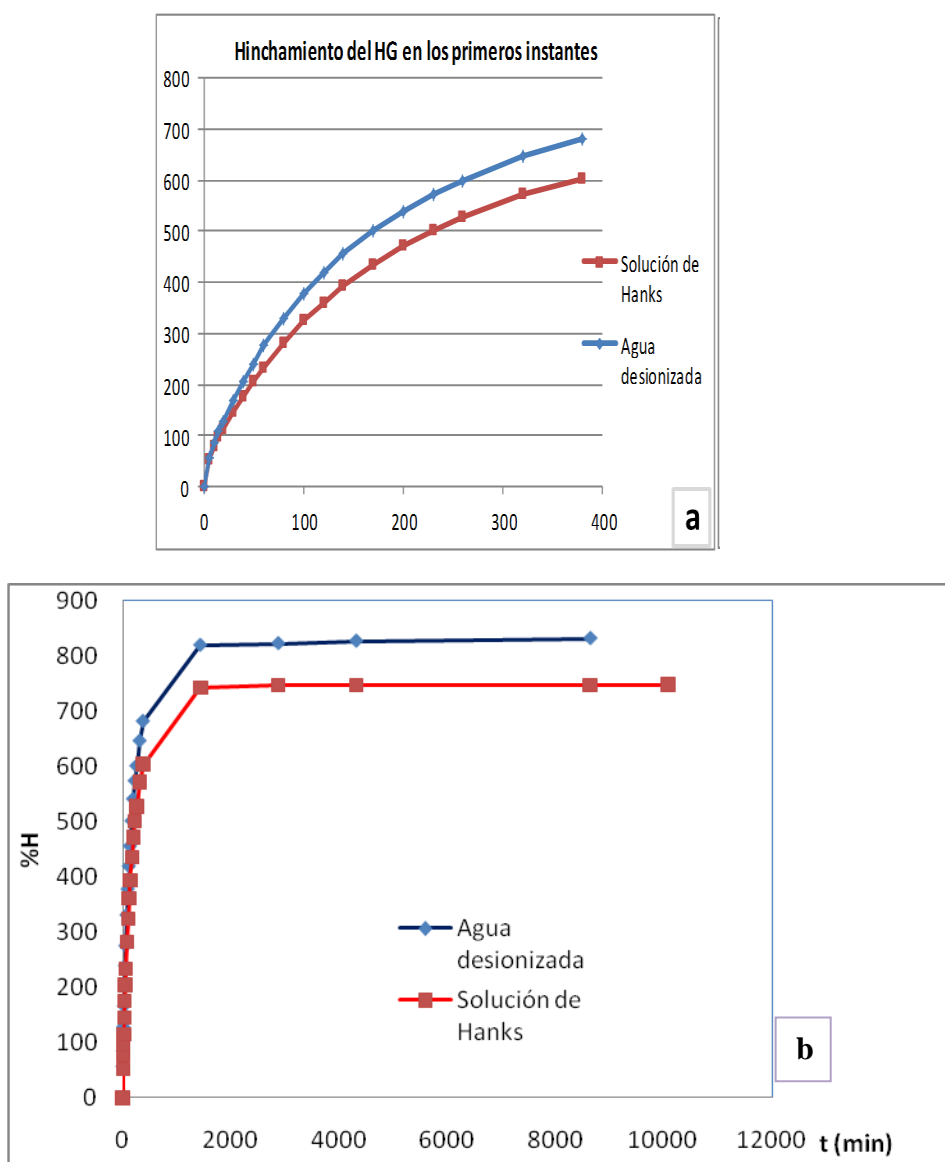 Hinchamiento del HG en los primeros instantes
800
700
600
500
400
300
200
100
0
0 100 200 300 400
Solución de
Hanks
Agua
desionizada
a
900
800
700
600
500
400
300
200
100
0
%H
0 2000 4000 6000 8000 10000 12000 t (min)
Agua
desionizada
Solución de
Hanks
b